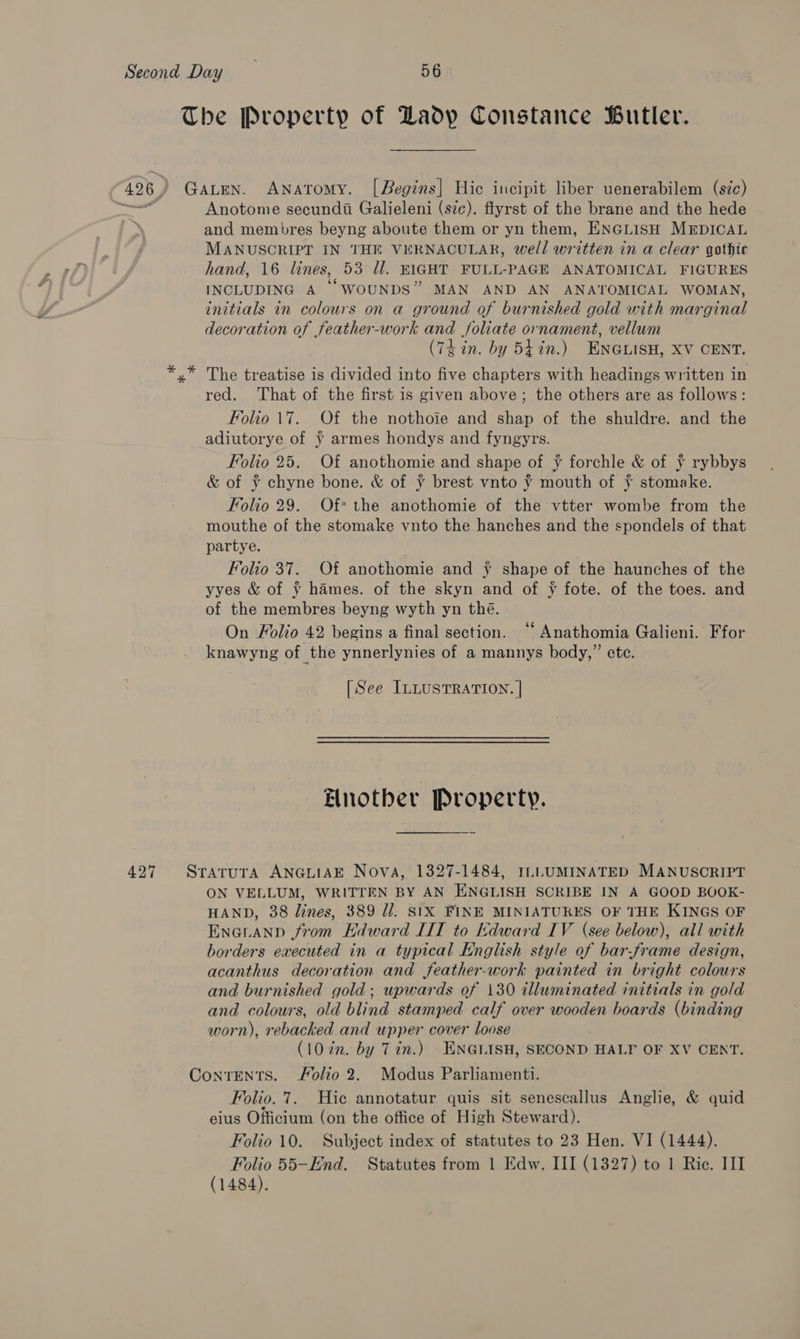 Second Day 56
The Property of Lady Constance Butler.
426 GALEN. ANATOMY. [Begins] Hic incipit liber uenerabilem (sic)
Anotome secundū Galieleni (sic). ffyrst of the brane and the hede
and membres beyng aboute them or yn them, ENGLISH MEDICAL
MANUSCRIPT IN THE VERNACULAR, well written in a clear gothic
hand, 16 lines, 53 ll. EIGHT FULL-PAGE ANATOMICAL FIGURES
INCLUDING A “WOUNDS” MAN AND AN ANATOMICAL WOMAN,
initials in colours on a ground of burnished gold with marginal
decoration of feather-work and foliate ornament, vellum
(7¼ in. by 5¼ in.) ENGLISH, XV CENT.
*** The treatise is divided into five chapters with headings written in
red. That of the first is given above; the others are as follows:
Folio 17. Of the nothoie and shap of the shuldre. and the
adiutorye of ẏ armes hondys and fyngyrs.
Folio 25. Of anothomie and shape of ẏ forchle & of ẏ rybbys
& of ẏ chyne bone. & of ẏ brest vnto ẏ mouth of ẏ stomake.
Folio 29. Of the anothomie of the vtter wombe from the
mouthe of the stomake vnto the hanches and the spondels of that
partye.
Folio 37. Of anothomie and ẏ shape of the haunches of the
yyes & of ẏ hāmes. of the skyn and of ẏ fote. of the toes. and
of the membres beyng wyth yn thē.
On Folio 42 begins a final section. “Anathomia Galieni. Ffor
knawyng of the ynnerlynies of a mannys body,” etc.
[See ILLUSTRATION.]
Another Property.
427 STATUTA ANGLIAE NOVA, 1327-1484, ILLUMINATED MANUSCRIPT
ON VELLUM, WRITTEN BY AN ENGLISH SCRIBE IN A GOOD BOOK-
HAND, 38 lines, 389 ll. SIX FINE MINIATURES OF THE KINGS OF
ENGLAND from Edward III to Edward IV (see below), all with
borders executed in a typical English style of bar-frame design,
acanthus decoration and feather-work painted in bright colours
and burnished gold; upwards of 130 illuminated initials in gold
and colours, old blind stamped calf over wooden boards (binding
worn), rebacked and upper cover loose
(10 in. by 7 in.) ENGLISH, SECOND HALF OF XV CENT.
CONTENTS. Folio 2. Modus Parliamenti.
Folio. 7. Hic annotatur quis sit senescallus Anglie, & quid
eius Officium (on the office of High Steward).
Folio 10. Subject index of statutes to 23 Hen. VI (1444).
Folio 55-End. Statutes from 1 Edw. III (1327) to 1 Ric. III
(1484).